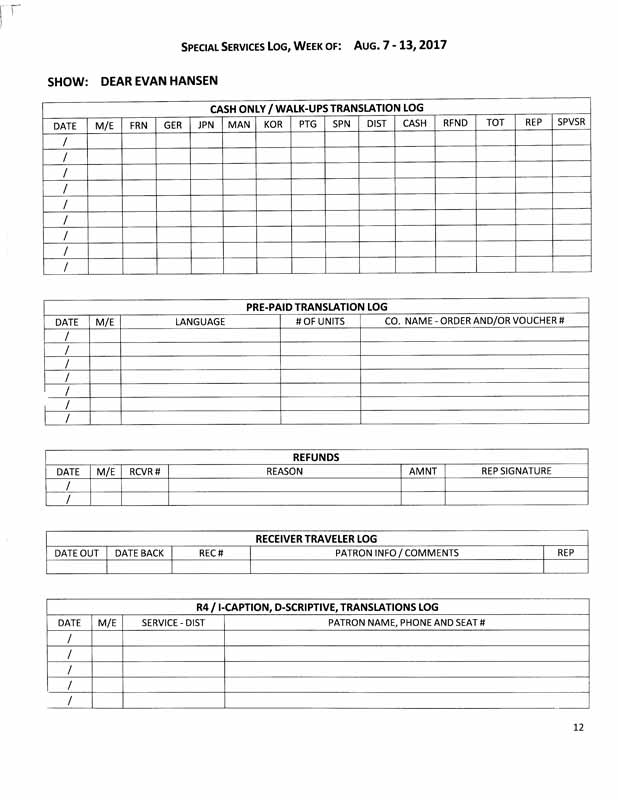 SPECIAL SERVICES LOG, WEEK OF: AUG. 7 - 13, 2017
SHOW: DEAR EVAN HANSEN
CASH ONLY / WALK-UPS TRANSLATION LOG
DATE M/E FRN GER JPN MAN KOR PTG SPN DIST CASH RFND TOT REP SPVSR
/
/
/
/
/
/
/
/
/
PRE-PAID TRANSLATION LOG
DATE M/E LANGUAGE # OF UNITS CO. NAME - ORDER AND/OR VOUCHER #
/
/
/
/
/
/
/
REFUNDS
DATE M/E RCVR # REASON AMNT REP SIGNATURE
/
/
RECEIVER TRAVELER LOG
DATE OUT DATE BACK REC # PATRON INFO / COMMENTS REP
R4 / I-CAPTION, D-SCRIPTIVE, TRANSLATIONS LOG
DATE M/E SERVICE - DIST PATRON NAME, PHONE AND SEAT #
/
/
/
/
/
12